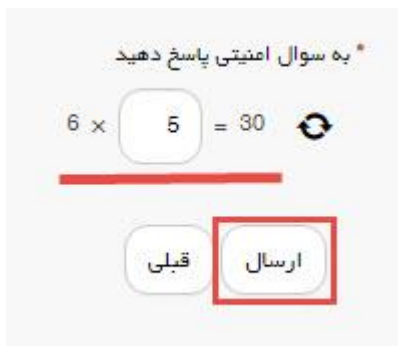 * به سوال امنیتی پاسخ دهید
6 × 5 = 30
ارسال
قبلی